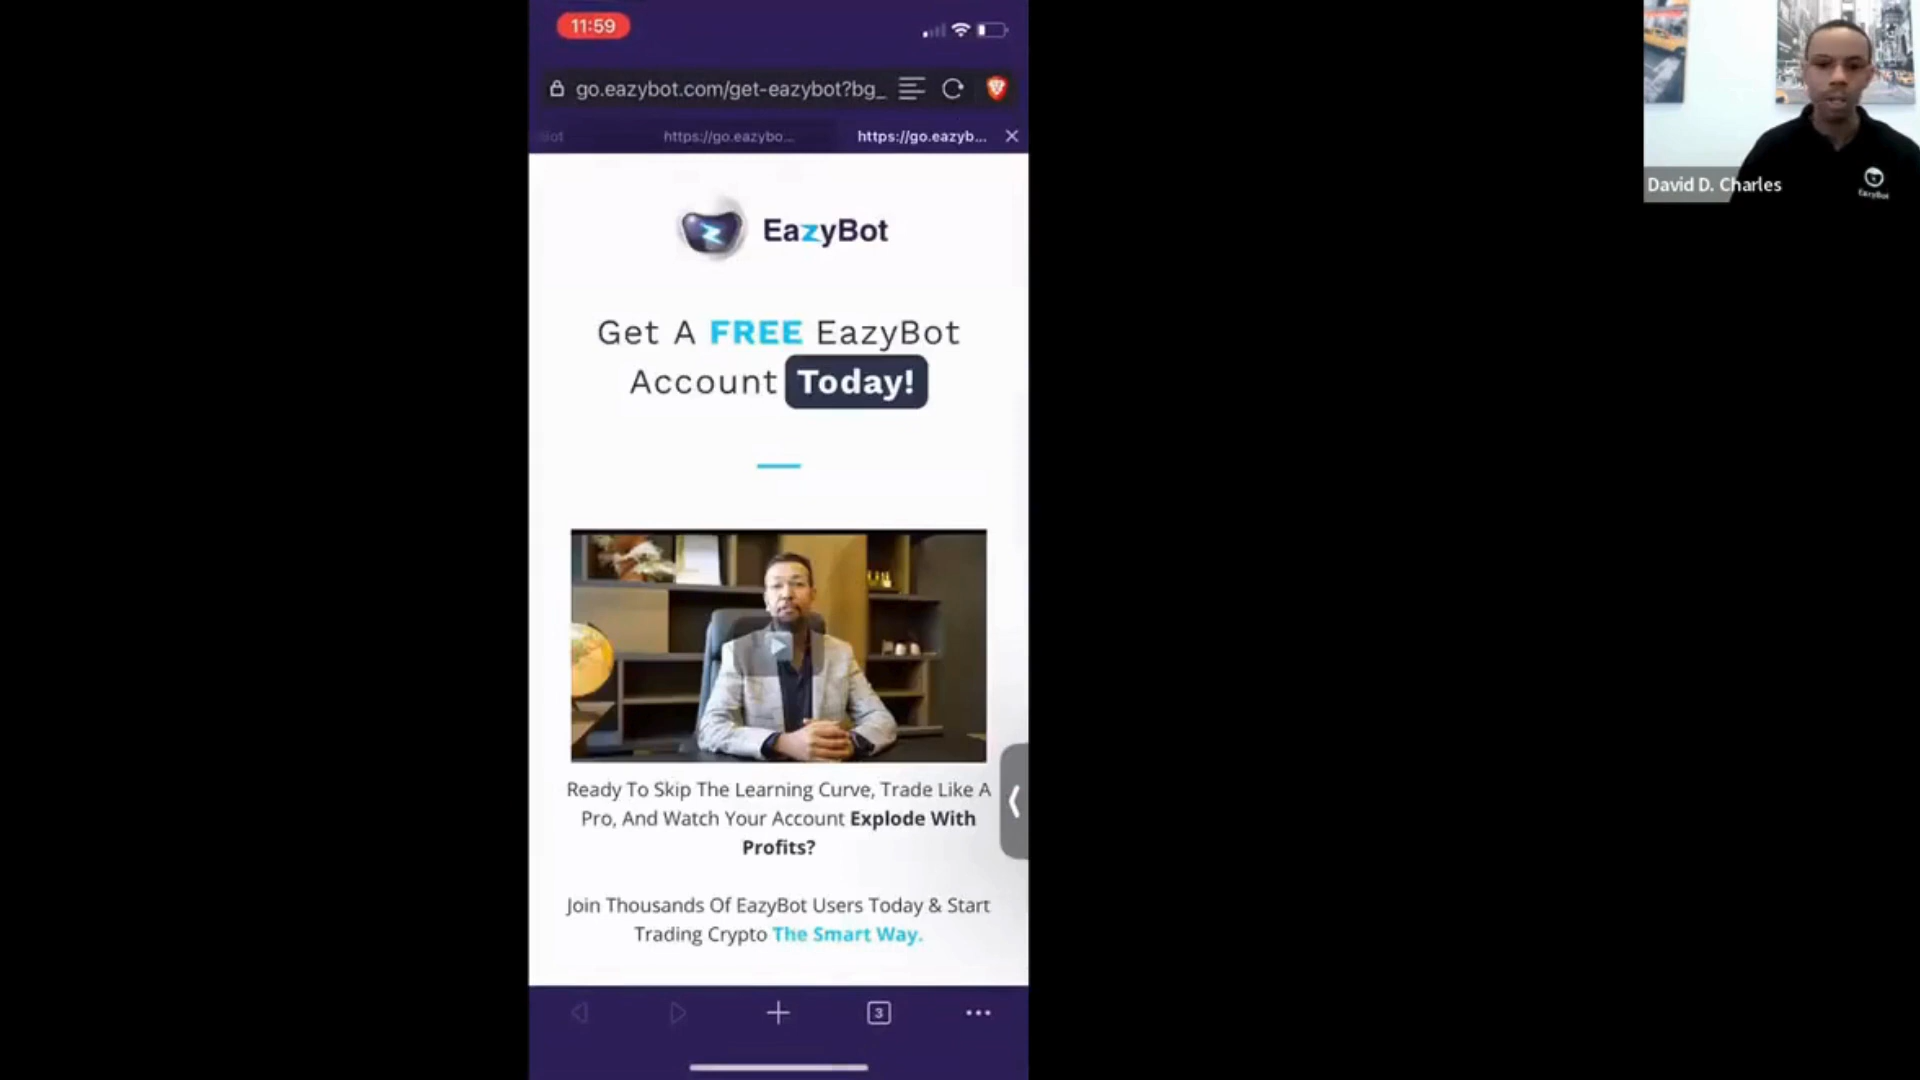 11:59
go.eazybot.com/get-eazybot?bg_
https://go.eazybo...
https://go.eazyb...
EazyBot
Get A FREE EazyBot
Account Today!
Ready To Skip The Learning Curve, Trade Like A
Pro, And Watch Your Account Explode With
Profits?
Join Thousands Of EazyBot Users Today & Start
Trading Crypto The Smart Way.
3
David D. Charles
EazyBot